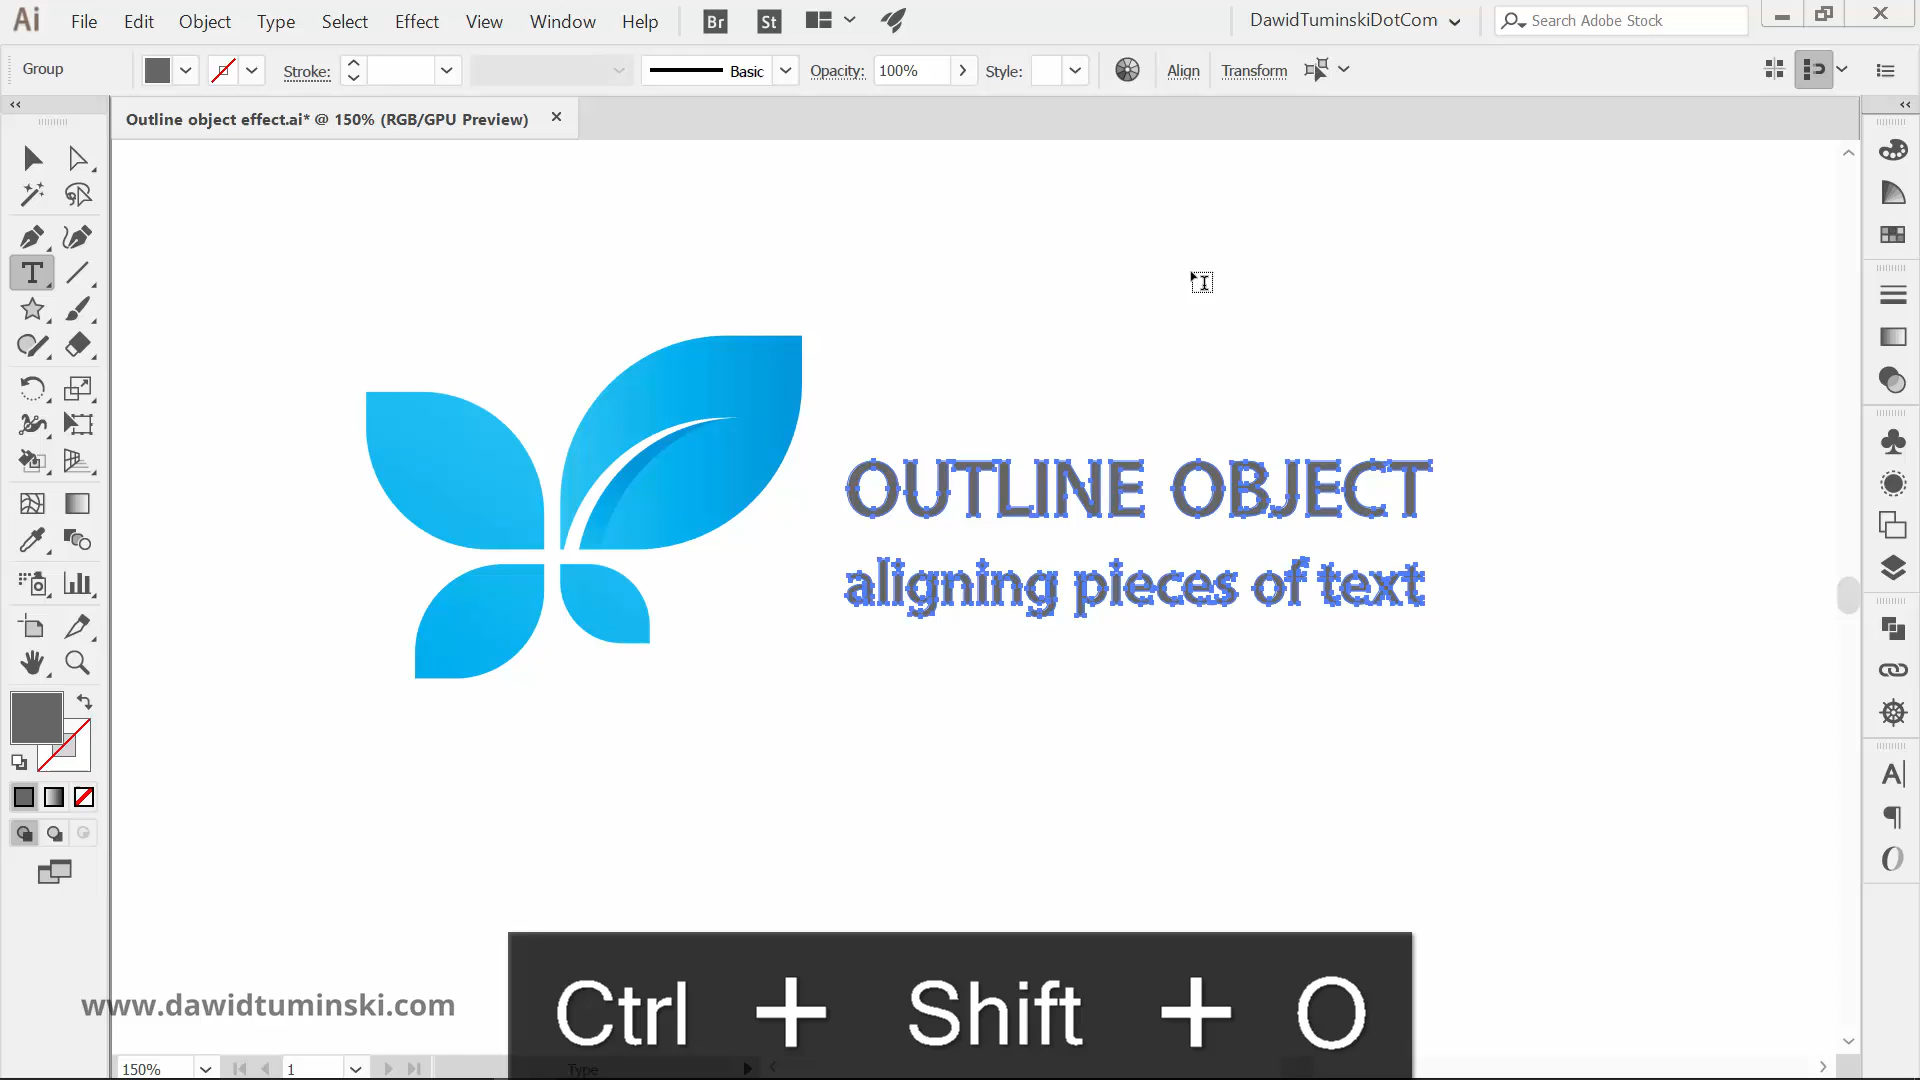 Ai File Edit Object Type Select Effect View Window Help Br St DawidTuminskiDotCom Search Adobe Stock
Group Stroke: Basic Opacity: 100% Style: Align Transform
Outline object effect.ai* @ 150% (RGB/GPU Preview)
OUTLINE OBJECT
aligning pieces of text
www.dawidtuminski.com
Ctrl + Shift + O
150% 1 Type